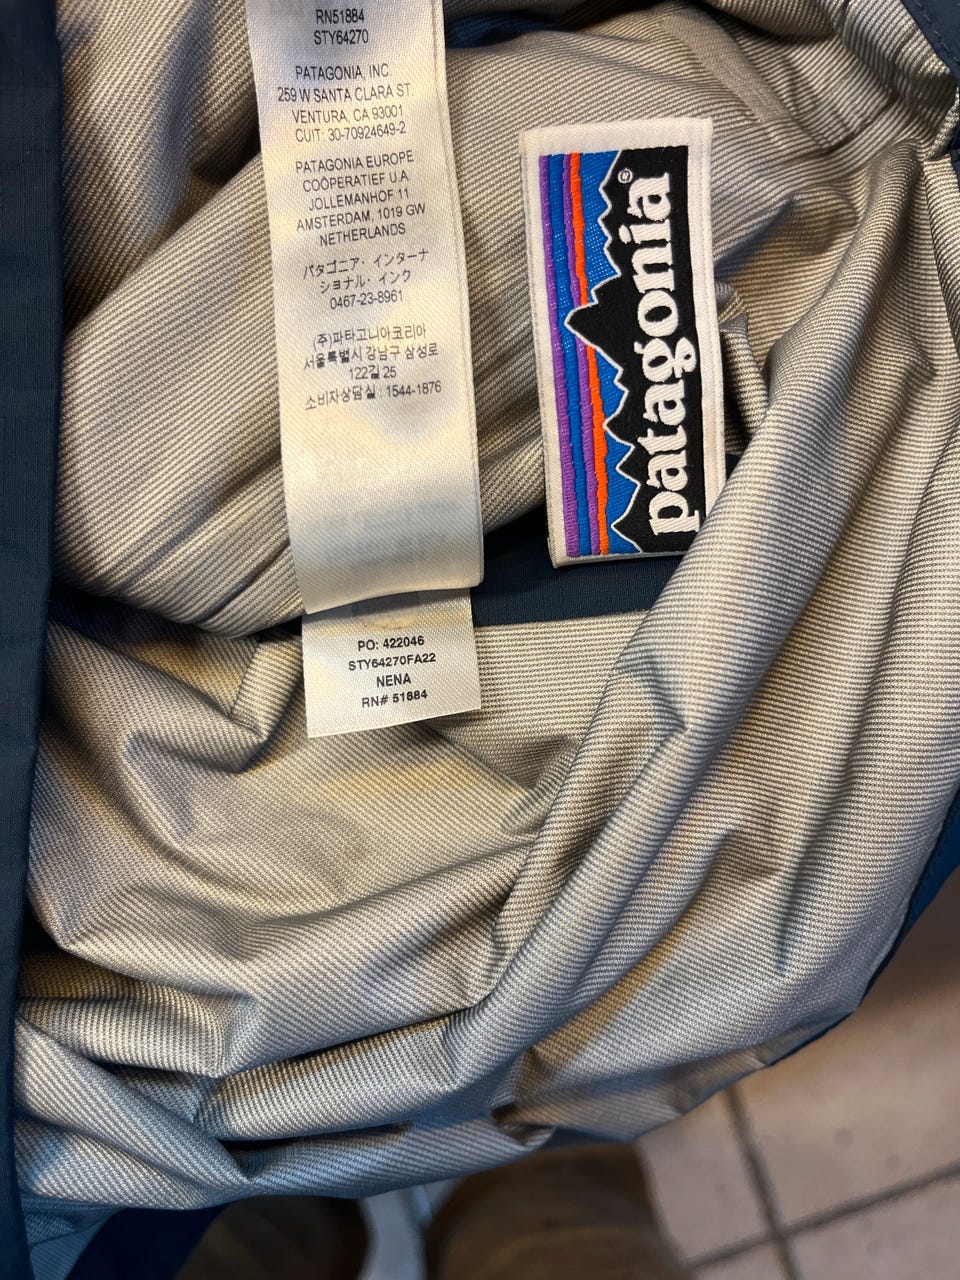 RN51884
STY64270
PATAGONIA, INC.
259 W SANTA CLARA ST
VENTURA, CA 93001
CUIT: 30-70924649-2
PATAGONIA EUROPE
COÖPERATIEF U.A.
JOLLEMANHOF 11
AMSTERDAM, 1019 GW
NETHERLANDS
パタゴニア・インターナ
ショナル・インク
0467-23-8961
(주)파타고니아코리아
서울특별시 강남구 삼성로
122길 25
소비자상담실 : 1544-1876
PO: 422046
STY64270FA22
NENA
RN# 51884
patagonia®